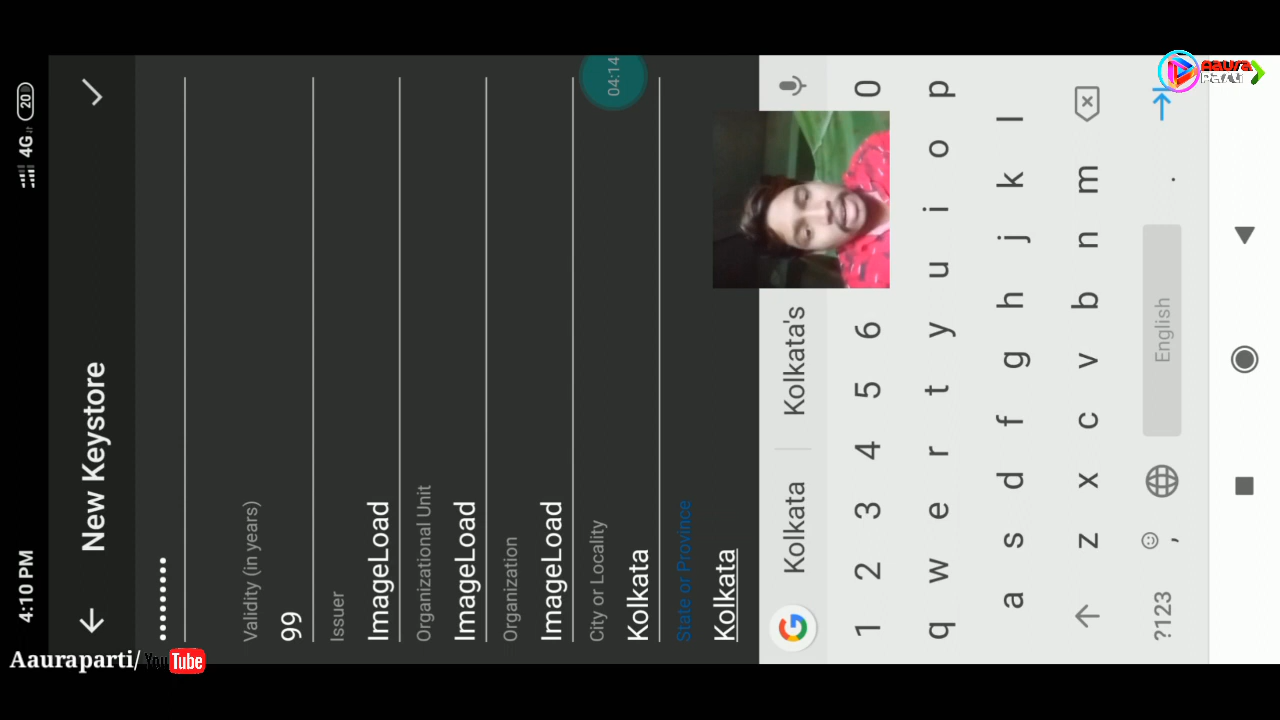 4:10 PM
4G 20
New Keystore
Validity (in years)
99
Issuer
ImageLoad
Organizational Unit
ImageLoad
Organization
ImageLoad
City or Locality
Kolkata
State or Province
Kolkata
04:14
Kolkata Kolkata's
1 2 3 4 5 6 0
q w e r t y u i o p
a s d f g h j k l
z x c v b n m
?123 , English .
Aauraparti/YouTube